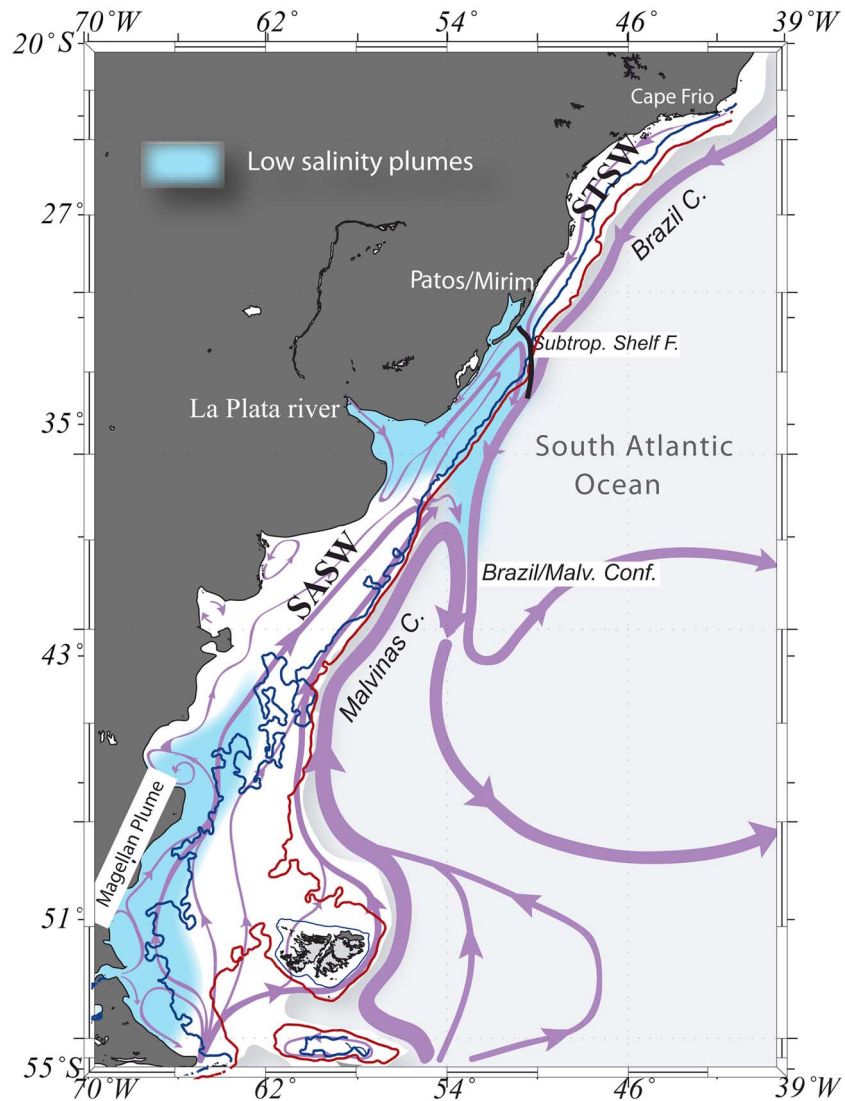 70°W 62° 54° 46° 39°W
20°S
Cape Frio
Low salinity plumes
STSW
27°
Brazil C.
Patos/Mirim
Subtrop. Shelf F.
La Plata river
35°
South Atlantic
Ocean
SASW
Brazil/Malv. Conf.
Malvinas C.
43°
Magellan Plume
51°
55°S
70°W 62° 54° 46° 39°W